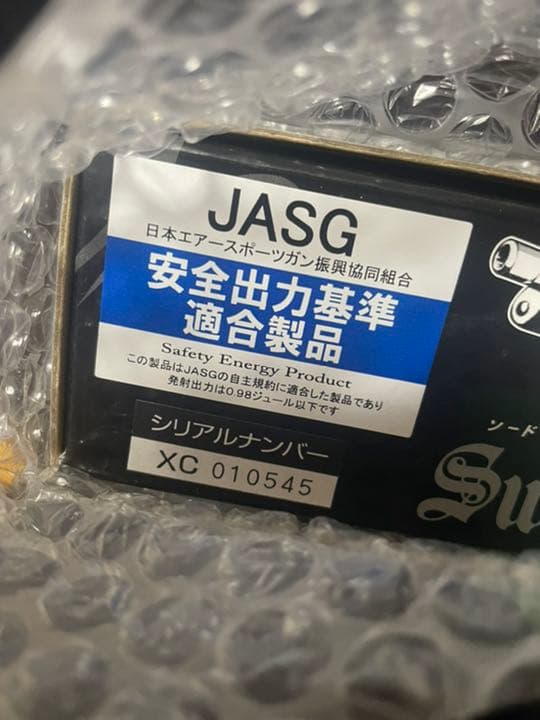 JASG
日本エアースポーツガン振興協同組合
安全出力基準
適合製品
Safety Energy Product
この製品はJASGの自主規約に適合した製品であり
発射出力は0.98ジュール以下です
シリアルナンバー
XC 010545
ソード
Su